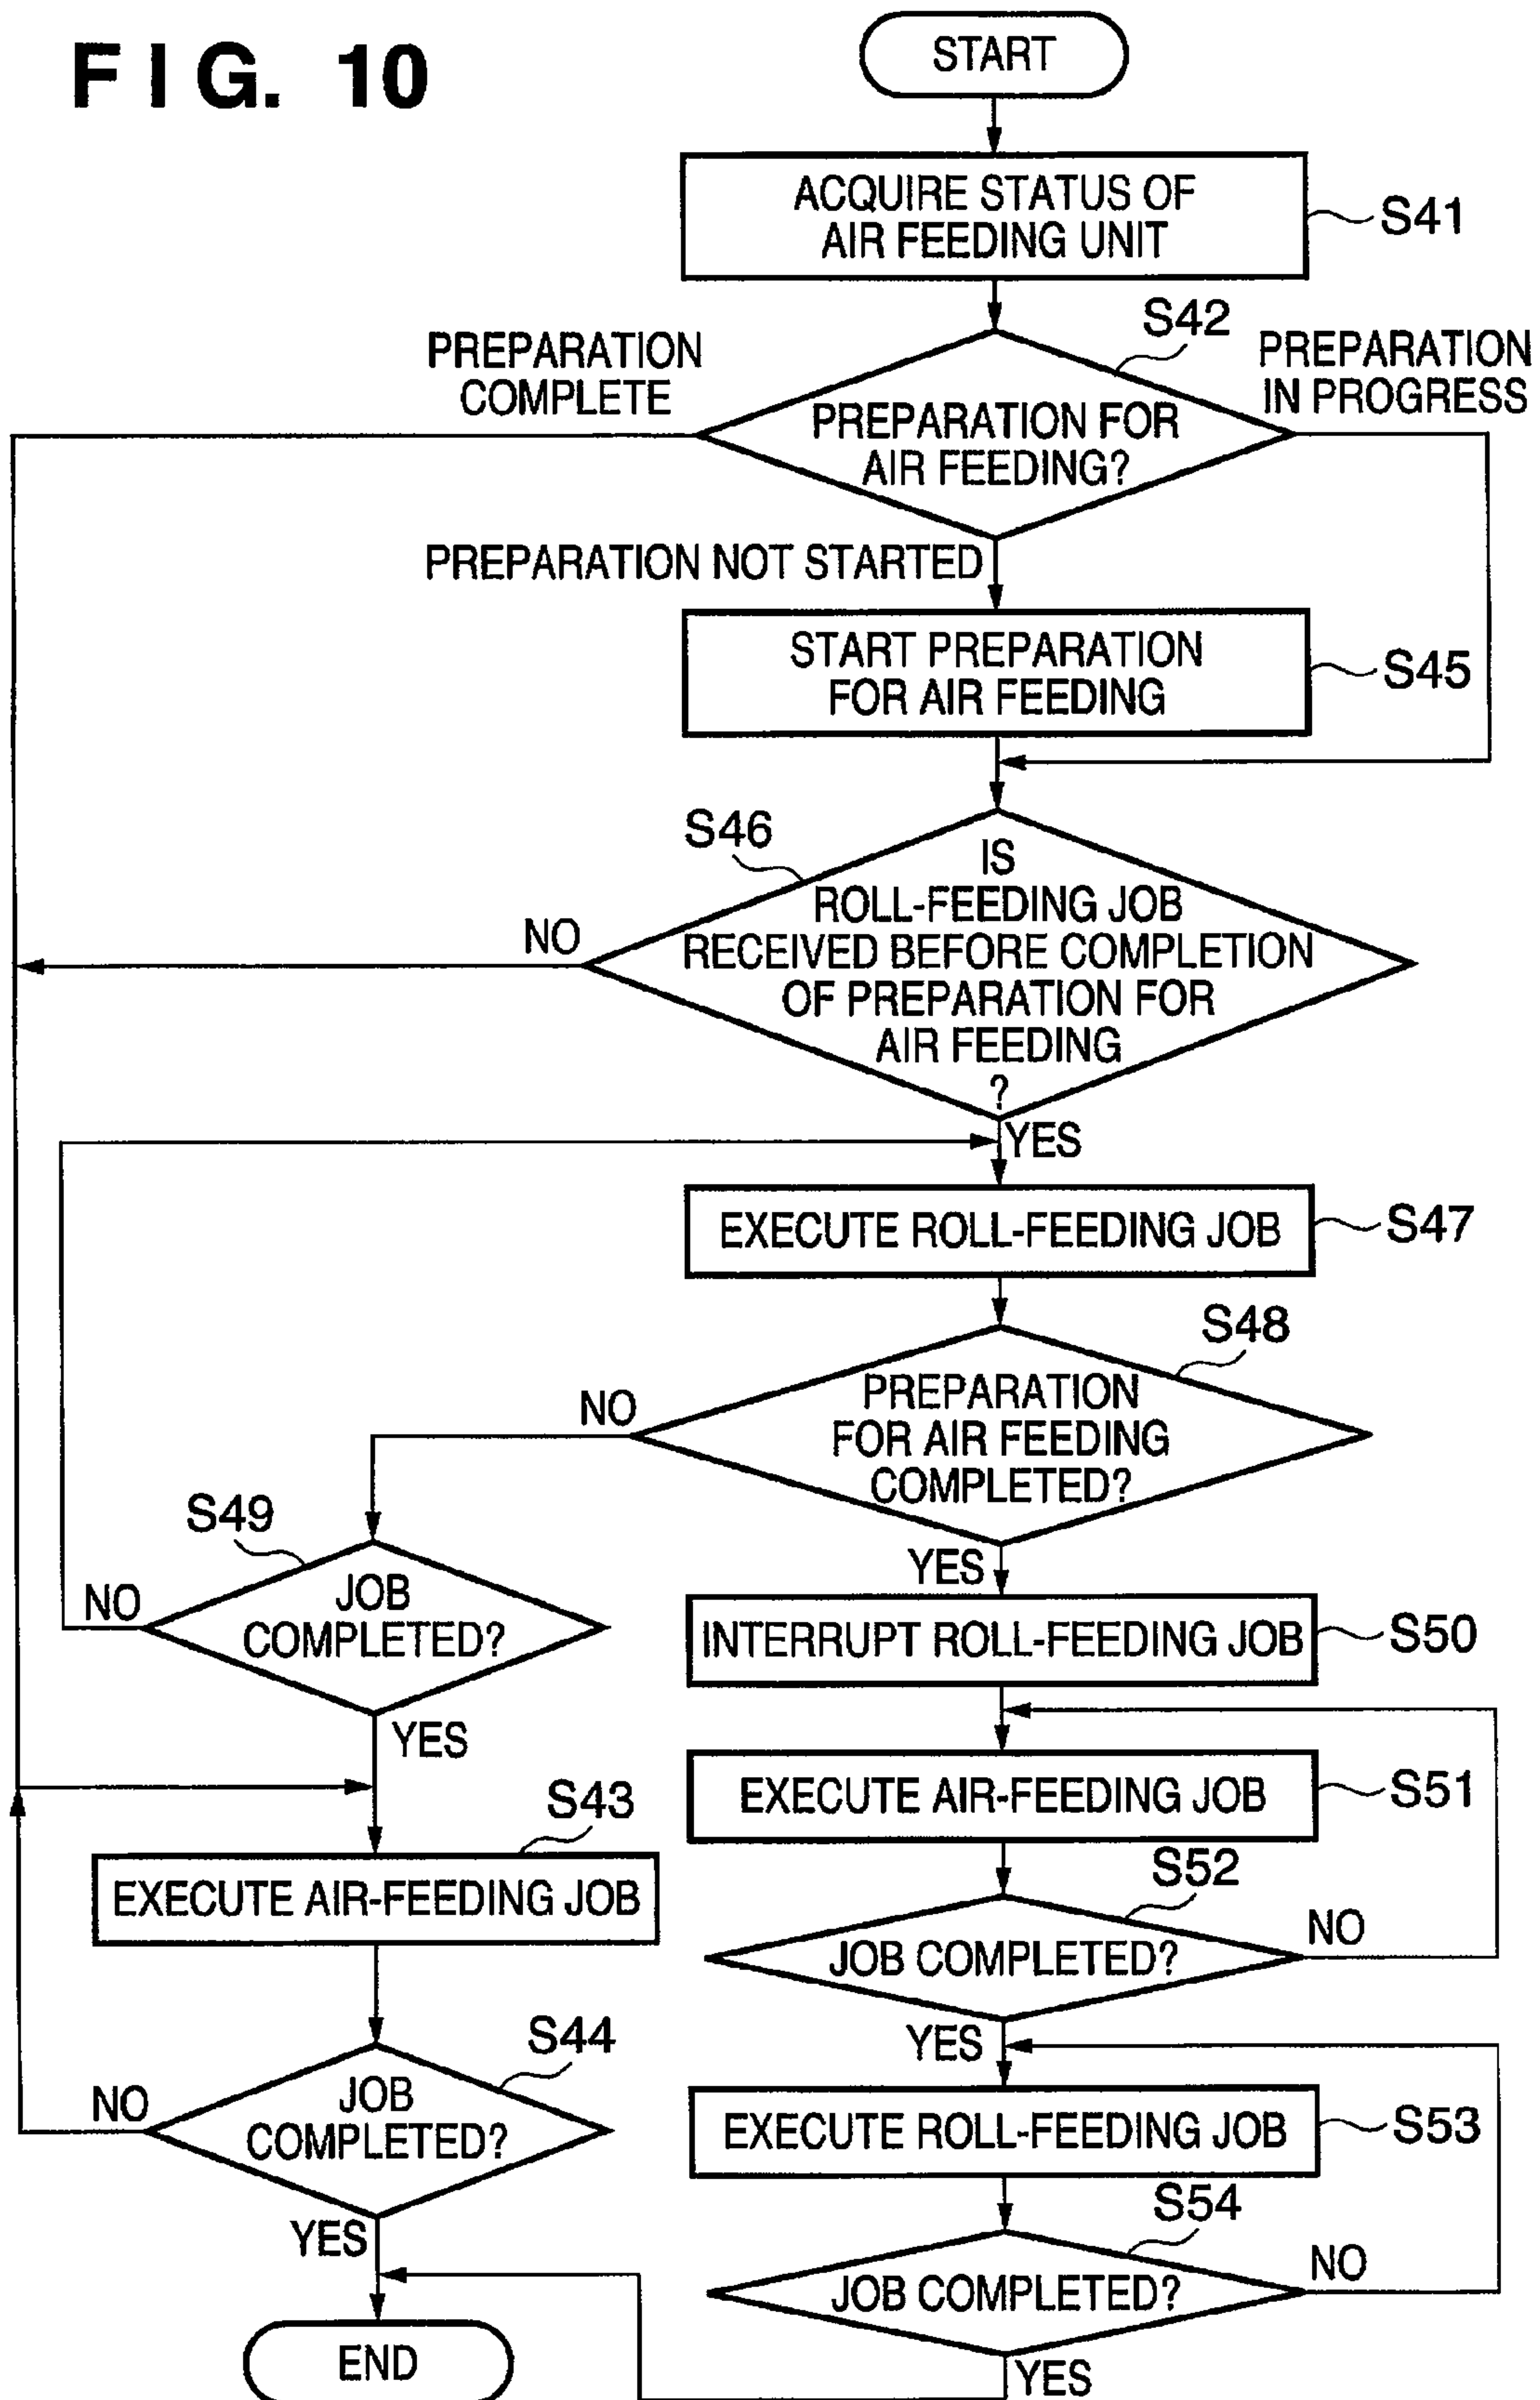 FIG. 10
START
ACQUIRE STATUS OF
AIR FEEDING UNIT
S41
S42
PREPARATION
COMPLETE
PREPARATION
IN PROGRESS
PREPARATION FOR
AIR FEEDING?
PREPARATION NOT STARTED
START PREPARATION
FOR AIR FEEDING
S45
S46
IS
ROLL-FEEDING JOB
RECEIVED BEFORE COMPLETION
OF PREPARATION FOR
AIR FEEDING
?
NO
YES
EXECUTE ROLL-FEEDING JOB
S47
S48
PREPARATION
FOR AIR FEEDING
COMPLETED?
NO
YES
S49
JOB
COMPLETED?
NO
YES
INTERRUPT ROLL-FEEDING JOB
S50
EXECUTE AIR-FEEDING JOB
S51
S43
EXECUTE AIR-FEEDING JOB
S52
JOB COMPLETED?
NO
YES
S44
JOB
COMPLETED?
NO
YES
EXECUTE ROLL-FEEDING JOB
S53
S54
JOB COMPLETED?
NO
YES
END